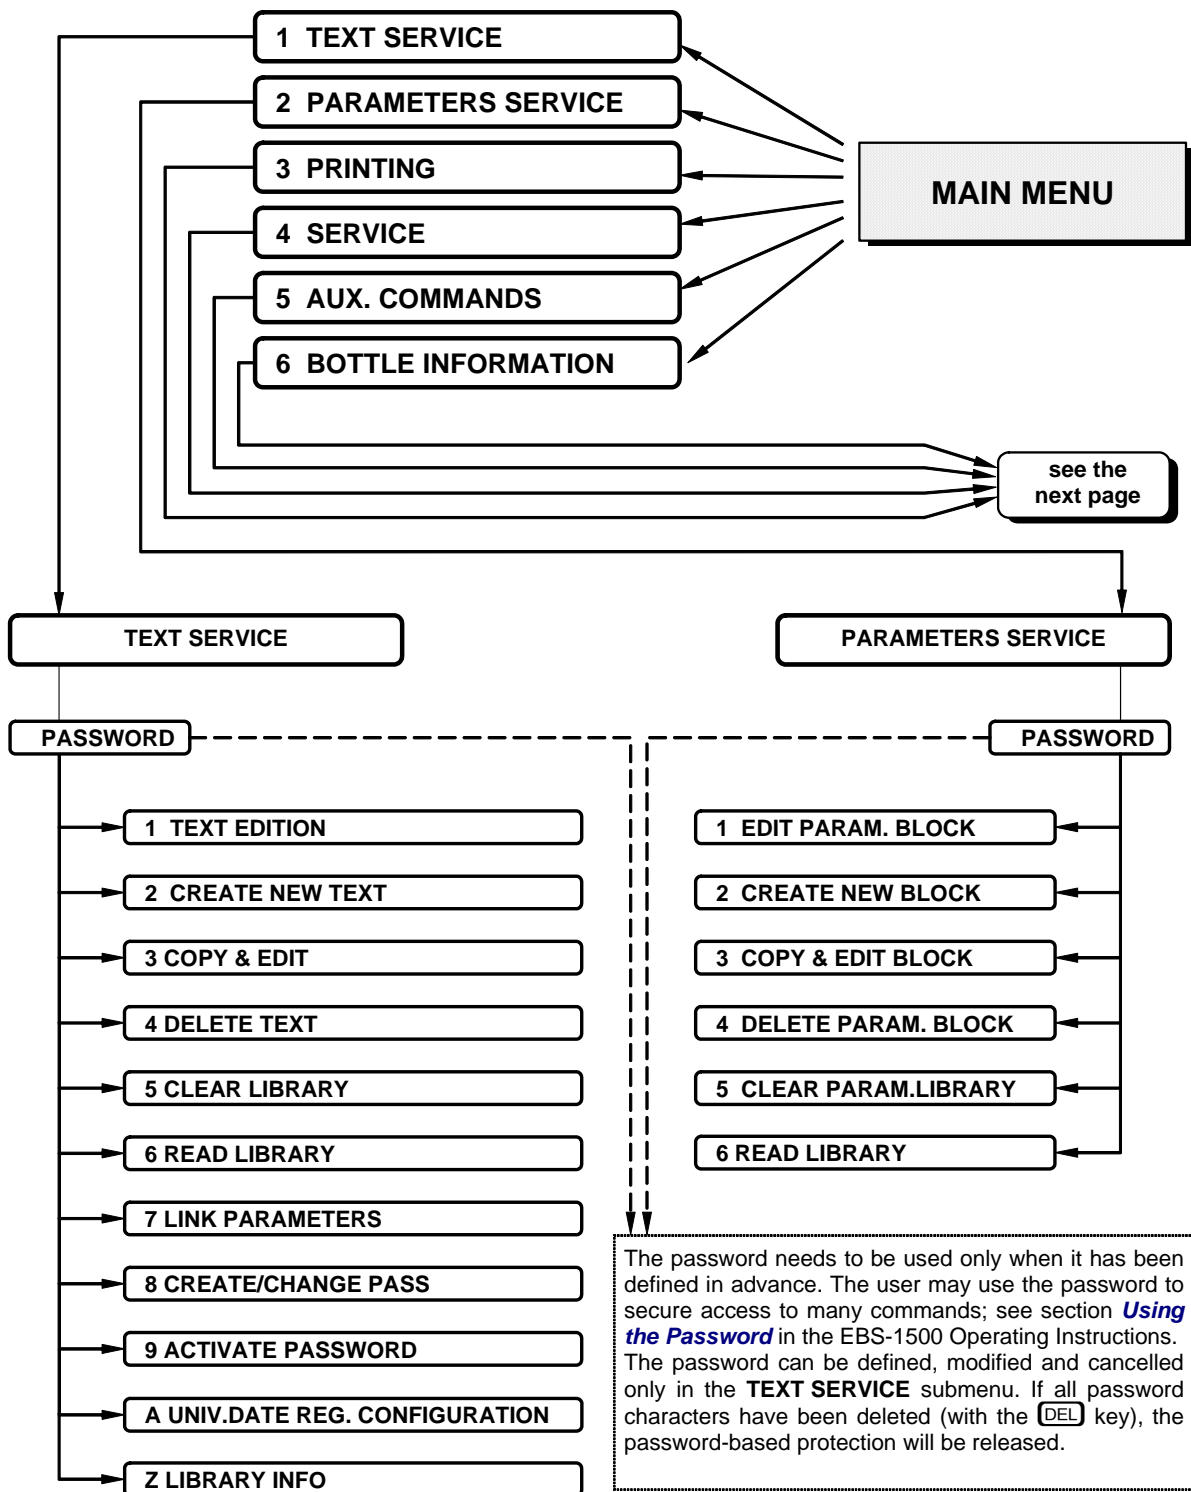 1 TEXT SERVICE
2 PARAMETERS SERVICE
3 PRINTING
4 SERVICE
5 AUX. COMMANDS
6 BOTTLE INFORMATION
MAIN MENU
see the
next page
TEXT SERVICE
PARAMETERS SERVICE
PASSWORD
PASSWORD
1 TEXT EDITION
2 CREATE NEW TEXT
3 COPY & EDIT
4 DELETE TEXT
5 CLEAR LIBRARY
6 READ LIBRARY
7 LINK PARAMETERS
8 CREATE/CHANGE PASS
9 ACTIVATE PASSWORD
A UNIV.DATE REG. CONFIGURATION
Z LIBRARY INFO
1 EDIT PARAM. BLOCK
2 CREATE NEW BLOCK
3 COPY & EDIT BLOCK
4 DELETE PARAM. BLOCK
5 CLEAR PARAM.LIBRARY
6 READ LIBRARY
The password needs to be used only when it has been
defined in advance. The user may use the password to
secure access to many commands; see section Using
the Password in the EBS-1500 Operating Instructions.
The password can be defined, modified and cancelled
only in the TEXT SERVICE submenu. If all password
characters have been deleted (with the DEL key), the
password-based protection will be released.